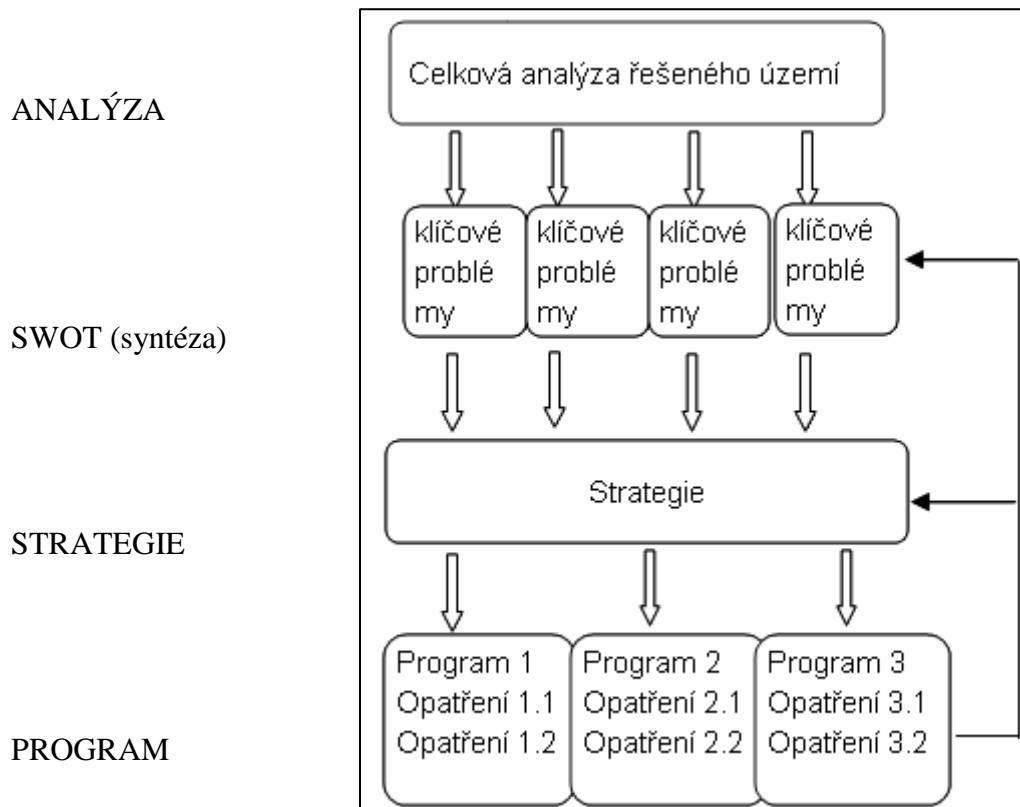 Celková analýza řešeného území
ANALÝZA
klíčové
problé
my
klíčové
problé
my
klíčové
problé
my
klíčové
problé
my
SWOT (syntéza)
Strategie
STRATEGIE
Program 1
Opatření 1.1
Opatření 1.2
Program 2
Opatření 2.1
Opatření 2.2
Program 3
Opatření 3.1
Opatření 3.2
PROGRAM